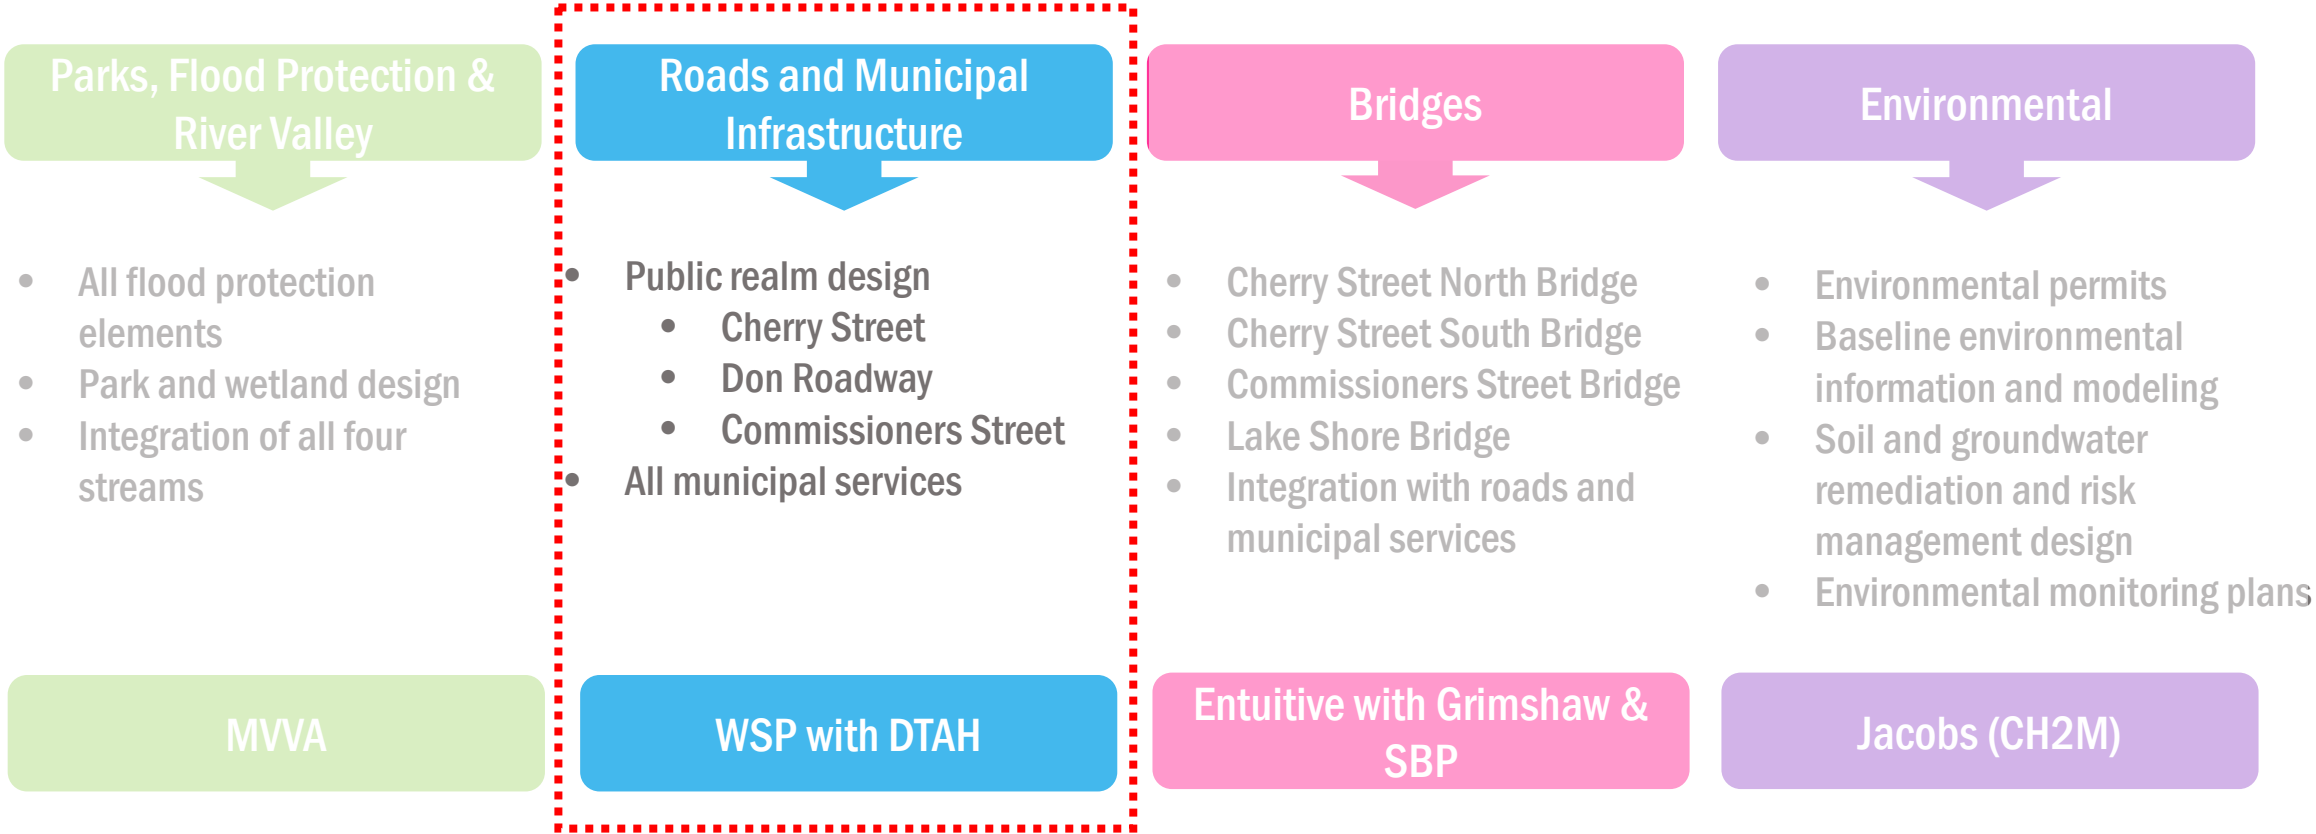 Parks, Flood Protection &
River Valley
• All flood protection
elements
• Park and wetland design
• Integration of all four
streams
MVVA
Roads and Municipal
Infrastructure
• Public realm design
• Cherry Street
• Don Roadway
• Commissioners Street
• All municipal services
WSP with DTAH
Bridges
• Cherry Street North Bridge
• Cherry Street South Bridge
• Commissioners Street Bridge
• Lake Shore Bridge
• Integration with roads and
municipal services
Entuitive with Grimshaw &
SBP
Environmental
• Environmental permits
• Baseline environmental
information and modeling
• Soil and groundwater
remediation and risk
management design
• Environmental monitoring plans
Jacobs (CH2M)